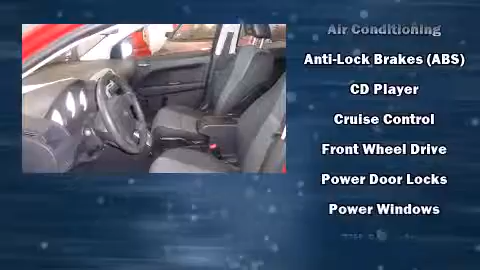 Air Conditioning
Anti-Lock Brakes (ABS)
CD Player
Cruise Control
Front Wheel Drive
Power Door Locks
Power Windows